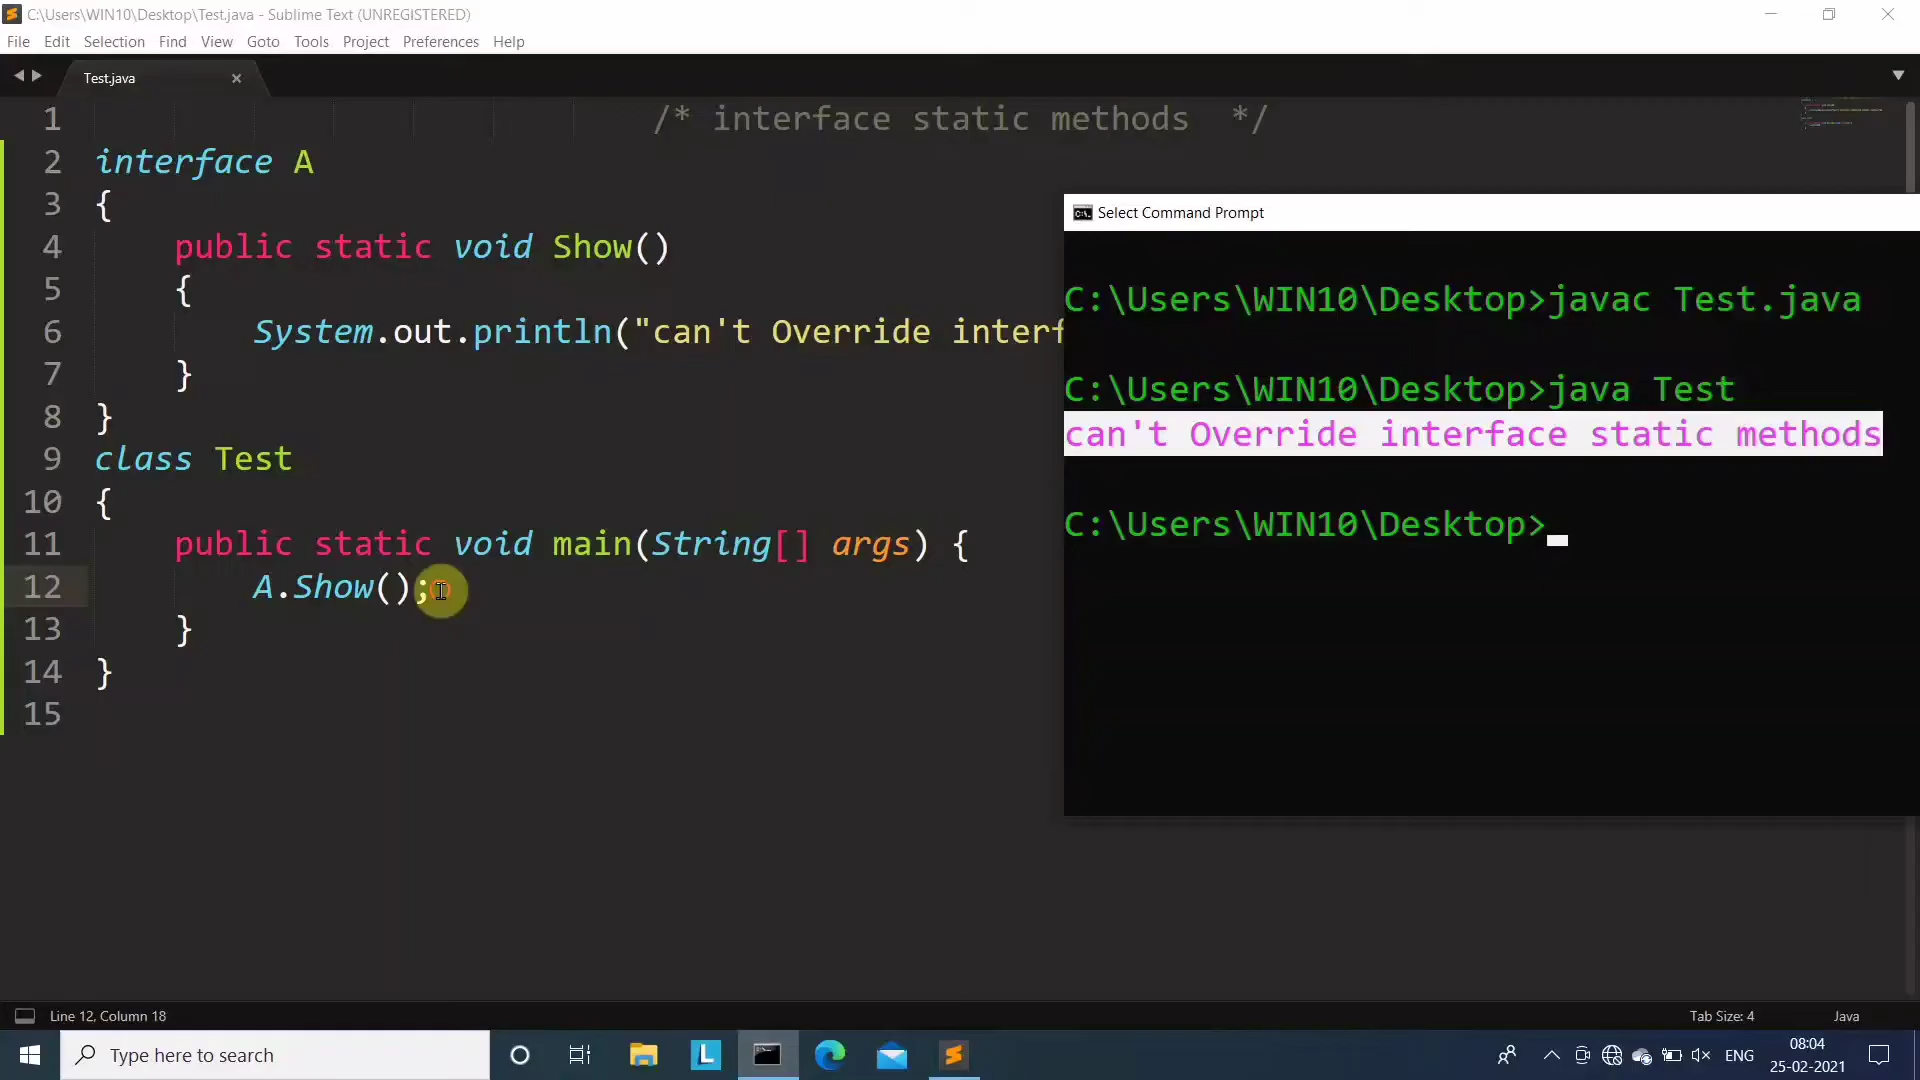 C:\Users\WIN10\Desktop\Test.java - Sublime Text (UNREGISTERED)
File Edit Selection Find View Goto Tools Project Preferences Help
Test.java
1 /* interface static methods */
2 interface A
3 {
4 public static void Show()
5 {
6 System.out.println("can't Override interf
7 }
8 }
9 class Test
10 {
11 public static void main(String[] args) {
12 A.Show();
13 }
14 }
15
Select Command Prompt
C:\Users\WIN10\Desktop>javac Test.java
C:\Users\WIN10\Desktop>java Test
can't Override interface static methods
C:\Users\WIN10\Desktop>
Line 12, Column 18
Tab Size: 4
Java
Type here to search
L
ENG
08:04
25-02-2021